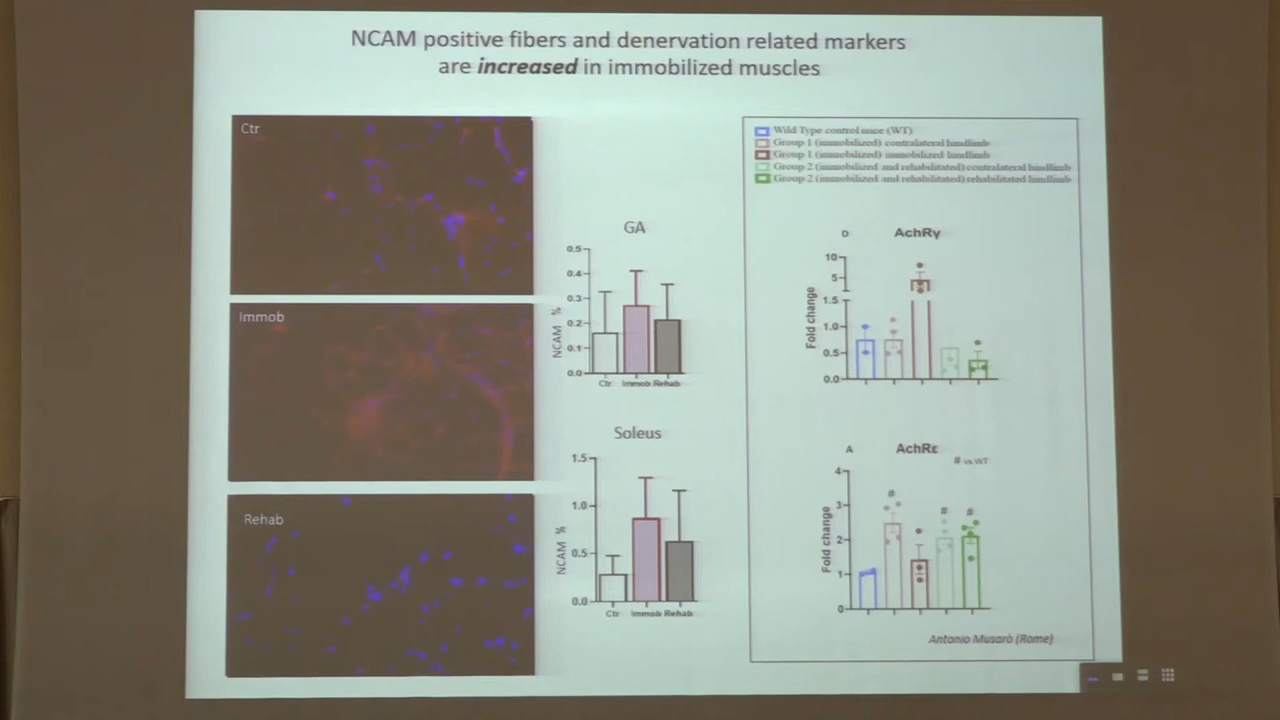 NCAM positive fibers and denervation related markers
are increased in immobilized muscles
Ctr
Immob
Rehab
GA
NCAM %
0.5
0.4
0.3
0.2
0.1
0.0
Ctr Immob Rehab
Soleus
NCAM %
1.5
1.0
0.5
0.0
Ctr Immob Rehab
Wild Type control mice (WT)
Group 1 (immobilized) contralateral hindlimb
Group 1 (immobilized) immobilized hindlimb
Group 2 (immobilized and rehabilitated) contralateral hindlimb
Group 2 (immobilized and rehabilitated) rehabilitated hindlimb
D AchRγ
Fold change
10
5
1.5
1.0
0.5
0.0
A AchRε
# vs WT
Fold change
4
3
2
1
0
#
# #
Antonio Musarò (Rome)